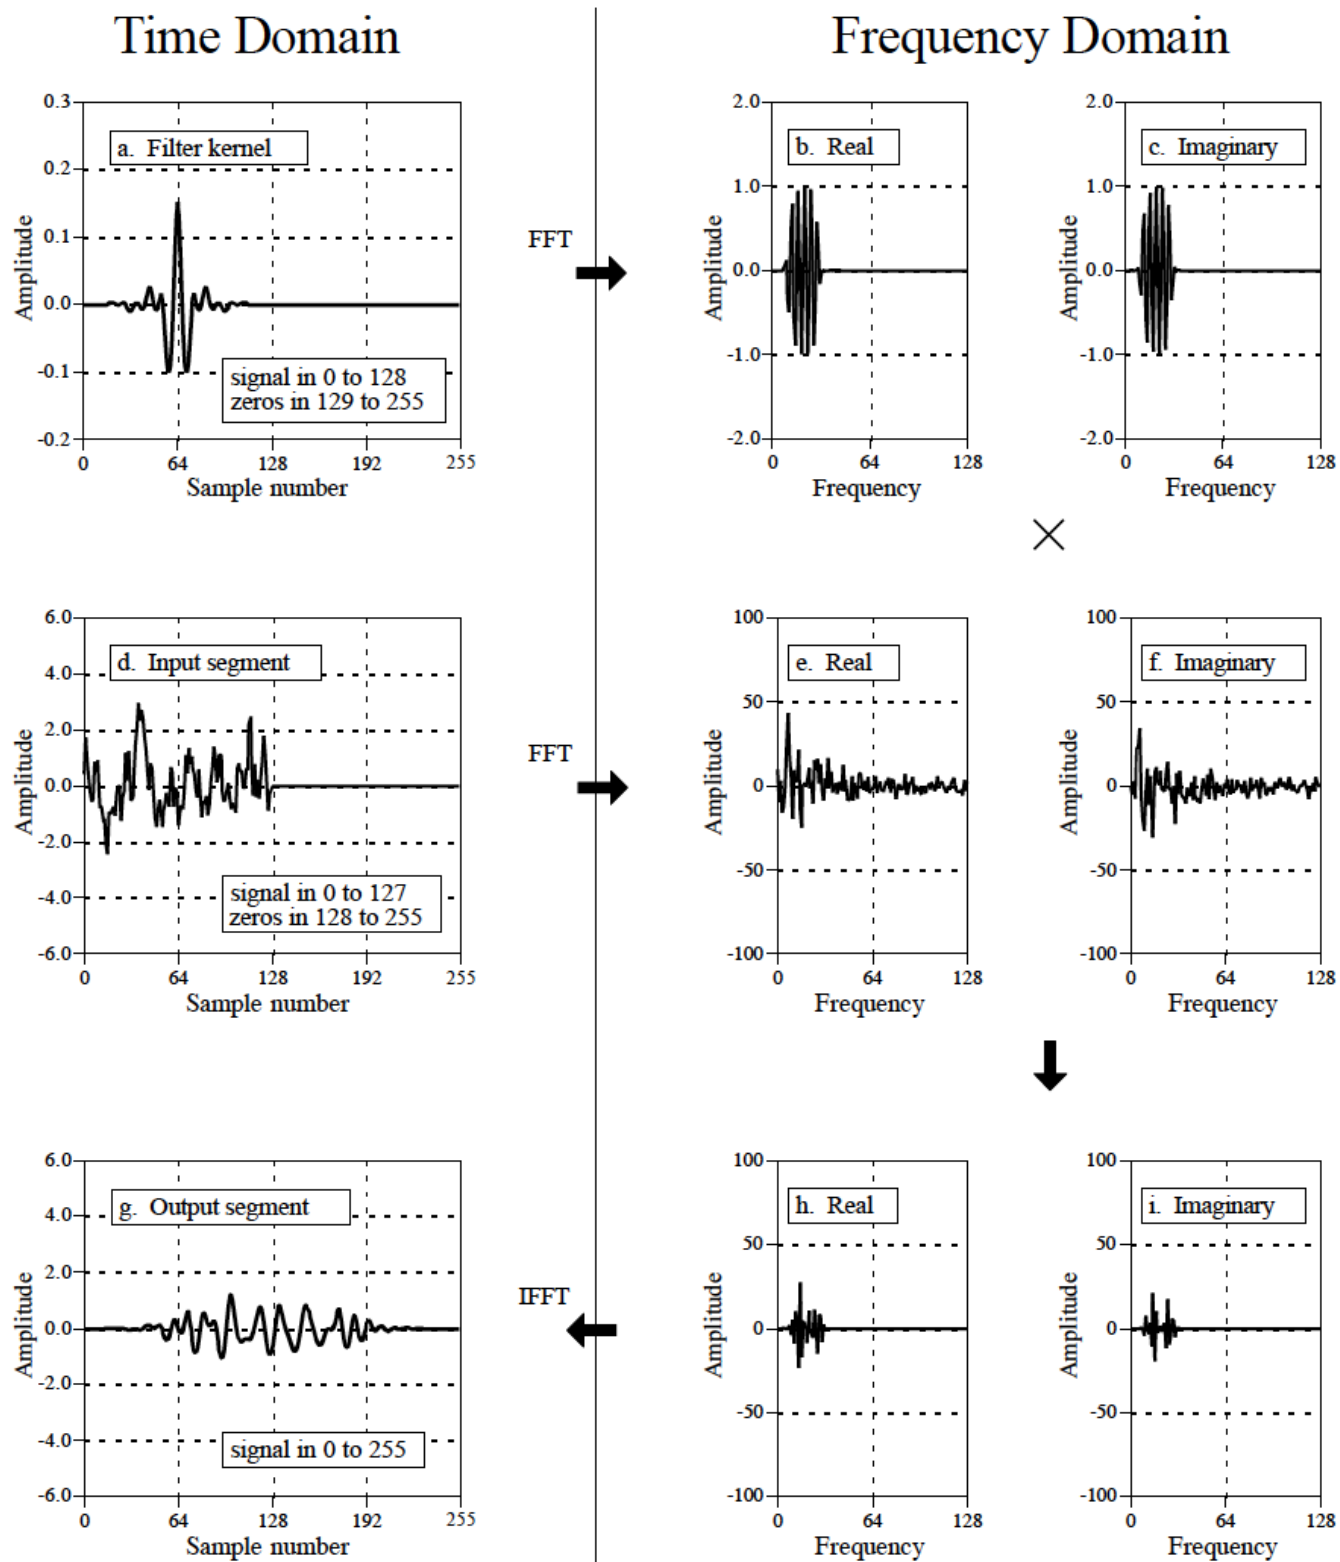 Time Domain
Frequency Domain
0.3
0.2
0.1
0.0
-0.1
-0.2
Amplitude
a. Filter kernel
signal in 0 to 128
zeros in 129 to 255
0 64 128 192 255
Sample number
FFT
2.0
1.0
0.0
-1.0
-2.0
Amplitude
b. Real
0 64 128
Frequency
2.0
1.0
0.0
-1.0
-2.0
Amplitude
c. Imaginary
0 64 128
Frequency
×
6.0
4.0
2.0
0.0
-2.0
-4.0
-6.0
Amplitude
d. Input segment
signal in 0 to 127
zeros in 128 to 255
0 64 128 192 255
Sample number
FFT
100
50
0
-50
-100
Amplitude
e. Real
0 64 128
Frequency
100
50
0
-50
-100
Amplitude
f. Imaginary
0 64 128
Frequency
6.0
4.0
2.0
0.0
-2.0
-4.0
-6.0
Amplitude
g. Output segment
signal in 0 to 255
0 64 128 192 255
Sample number
IFFT
100
50
0
-50
-100
Amplitude
h. Real
0 64 128
Frequency
100
50
0
-50
-100
Amplitude
i. Imaginary
0 64 128
Frequency